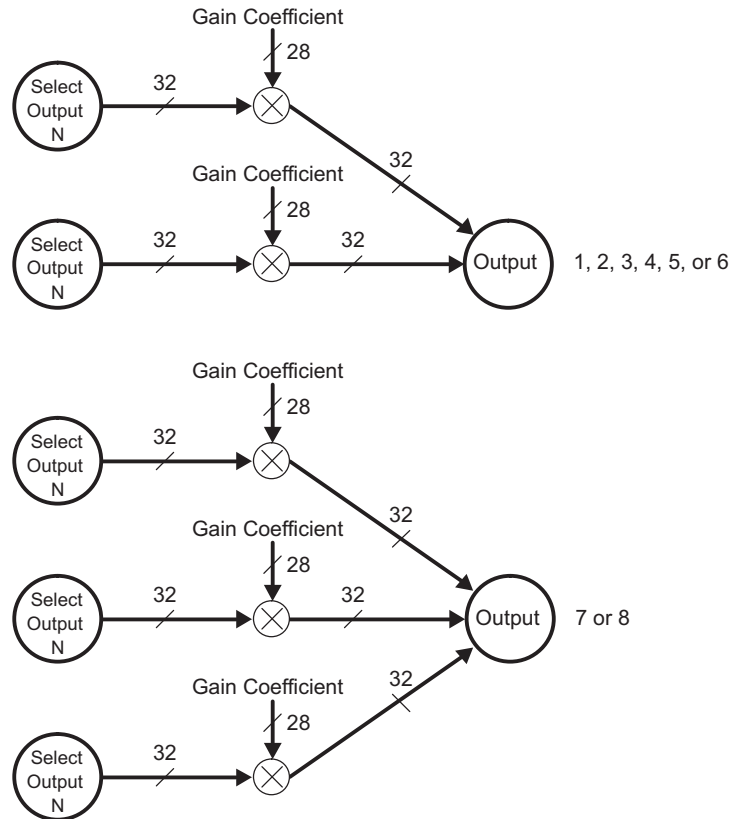 Gain Coefficient
28
32
Select
Output
N
32
Gain Coefficient
28
32
32
Select
Output
N
Output
1, 2, 3, 4, 5, or 6
Gain Coefficient
28
32
Select
Output
N
32
Gain Coefficient
28
32
32
Select
Output
N
Output
7 or 8
Gain Coefficient
32
28
32
Select
Output
N